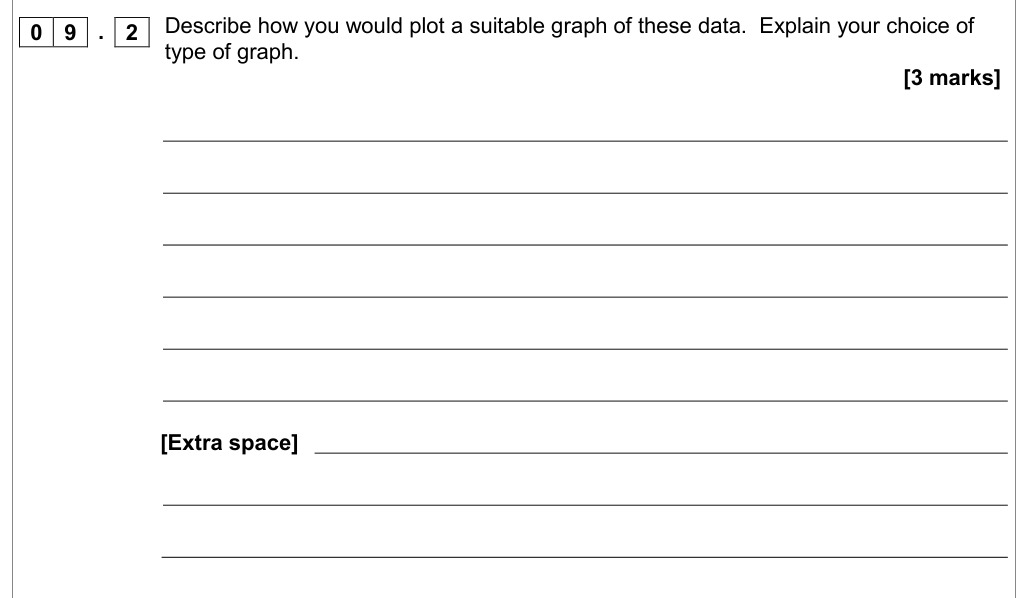 0 9 . 2 Describe how you would plot a suitable graph of these data. Explain your choice of
type of graph.
[3 marks]
[Extra space]